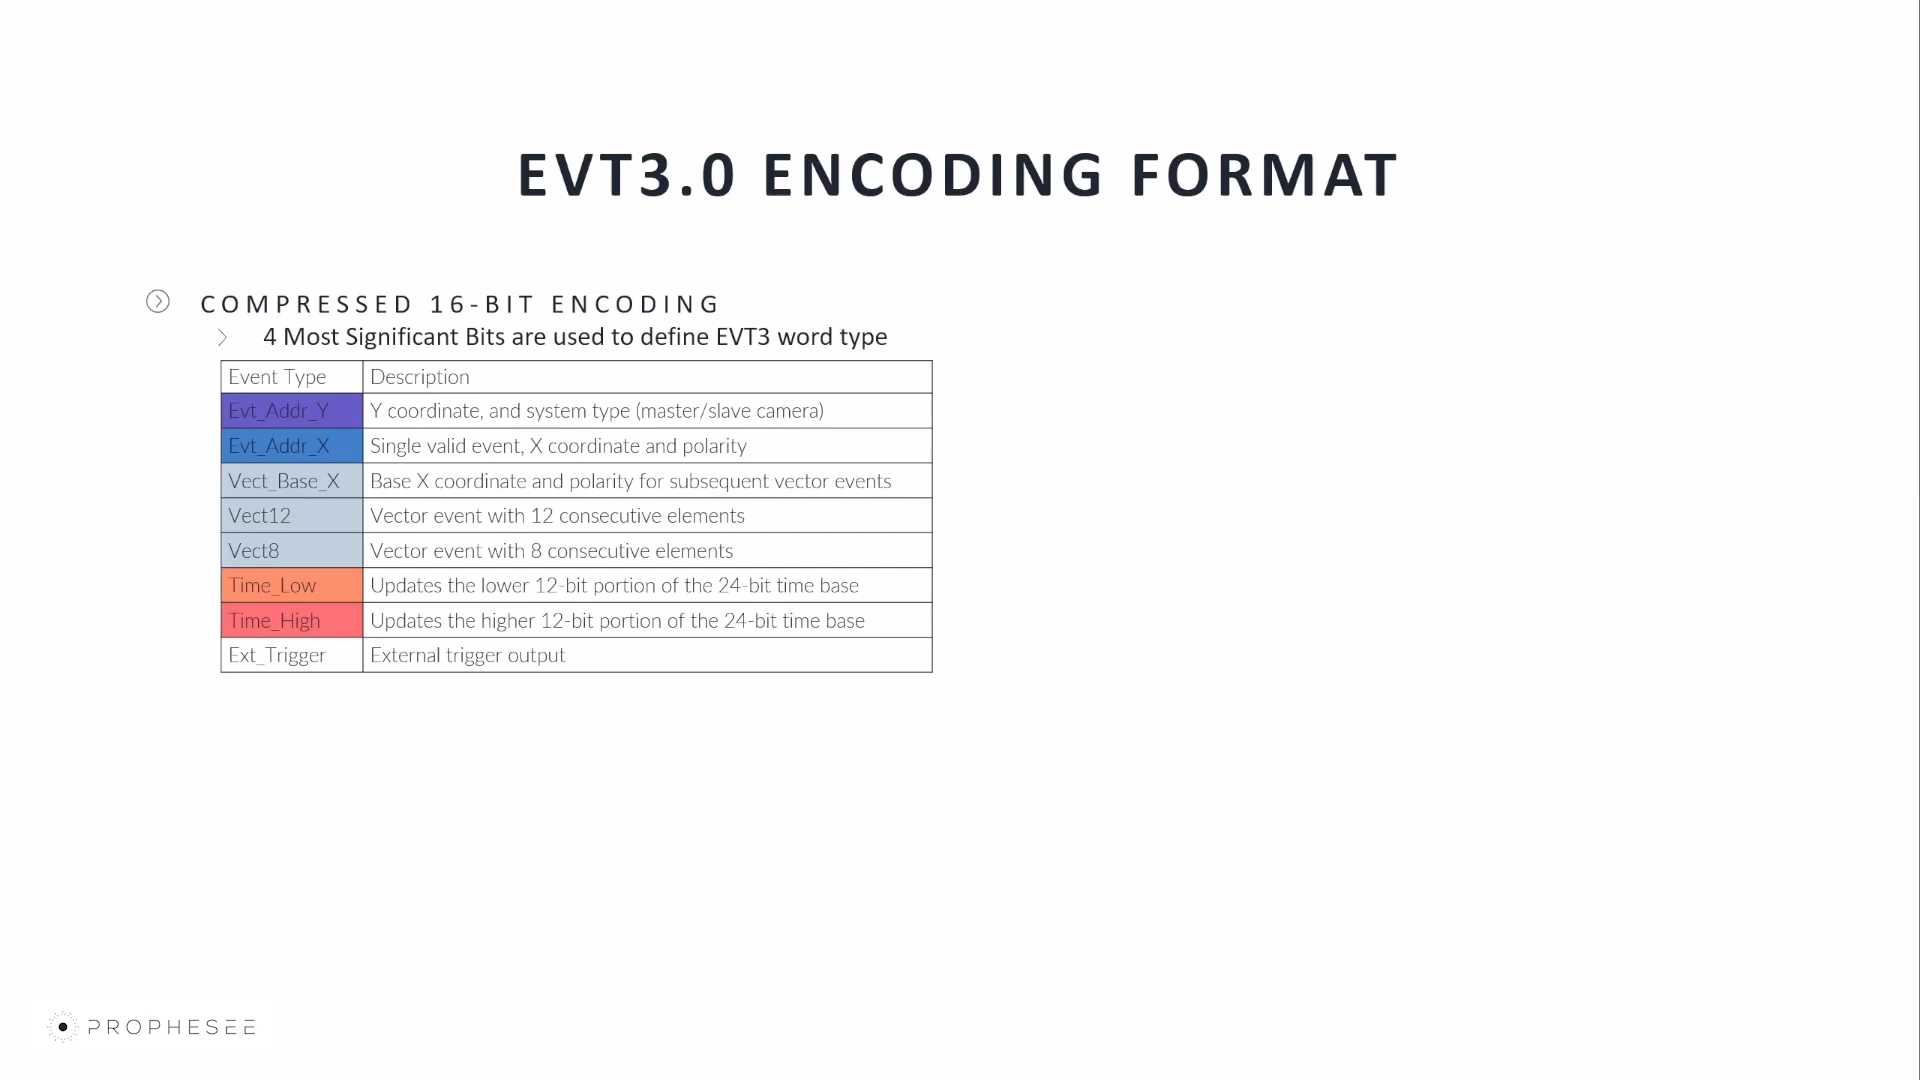 EVT3.0 ENCODING FORMAT
COMPRESSED 16-BIT ENCODING
4 Most Significant Bits are used to define EVT3 word type
Event Type Description
Evt_Addr_Y Y coordinate, and system type (master/slave camera)
Evt_Addr_X Single valid event, X coordinate and polarity
Vect_Base_X Base X coordinate and polarity for subsequent vector events
Vect12 Vector event with 12 consecutive elements
Vect8 Vector event with 8 consecutive elements
Time_Low Updates the lower 12-bit portion of the 24-bit time base
Time_High Updates the higher 12-bit portion of the 24-bit time base
Ext_Trigger External trigger output
PROPHESEE